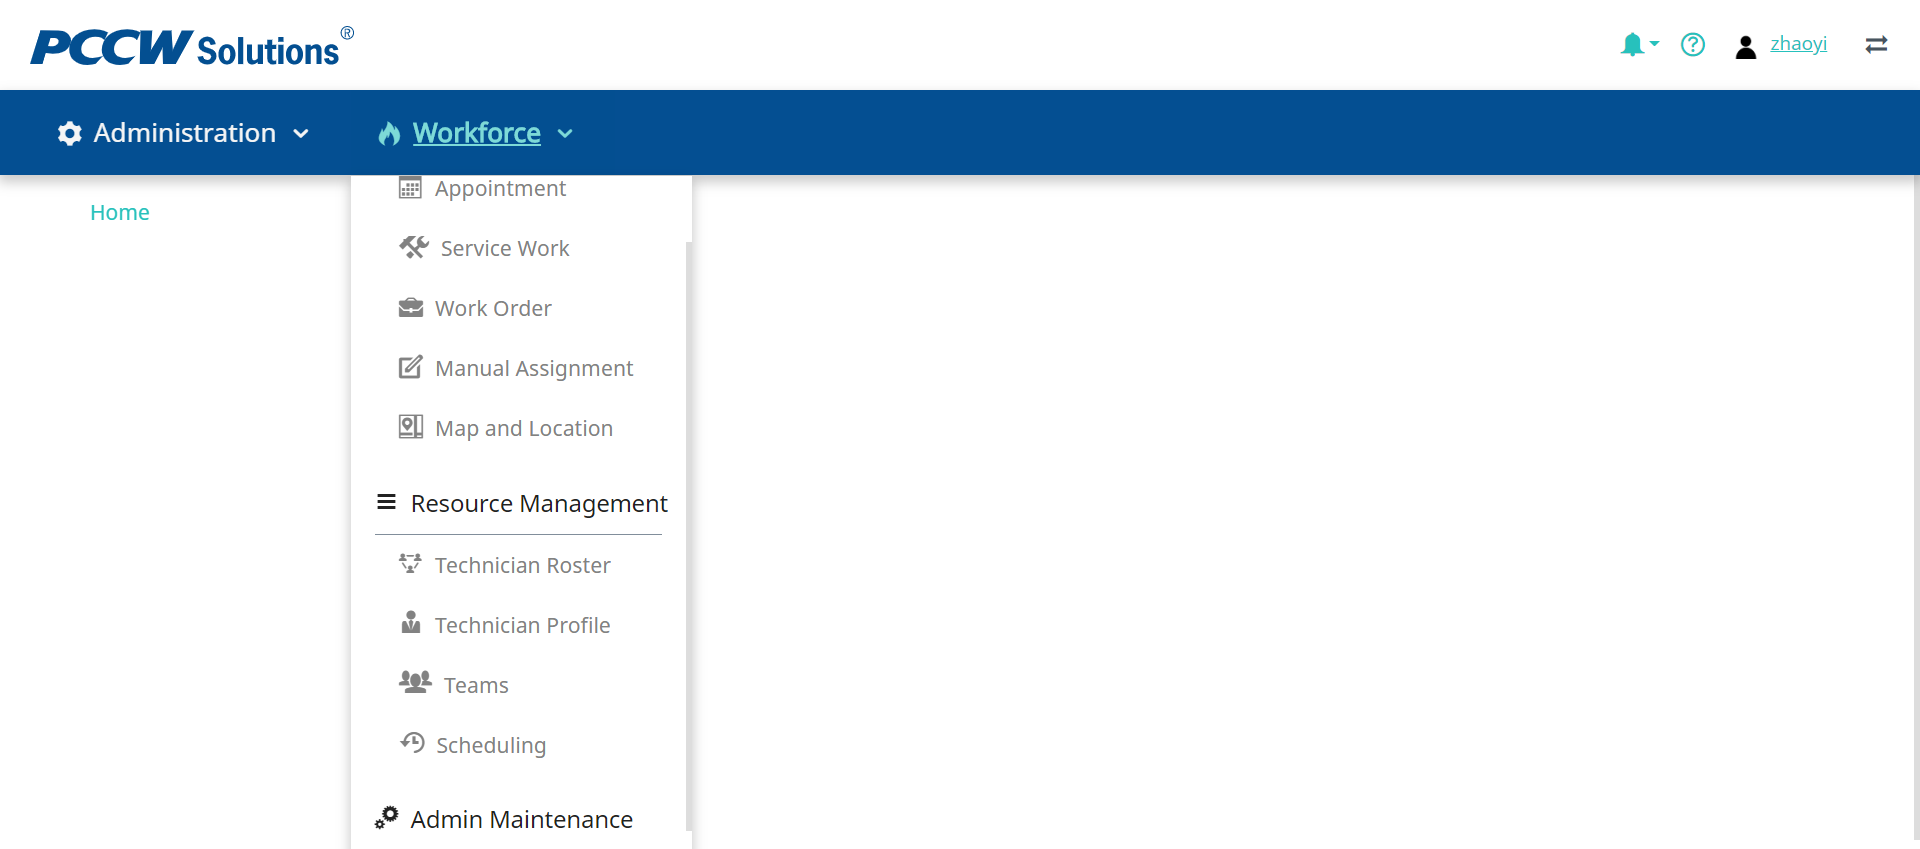 PCCW Solutions®
zhaoyi
Administration
Workforce
Home
Appointment
Service Work
Work Order
Manual Assignment
Map and Location
Resource Management
Technician Roster
Technician Profile
Teams
Scheduling
Admin Maintenance